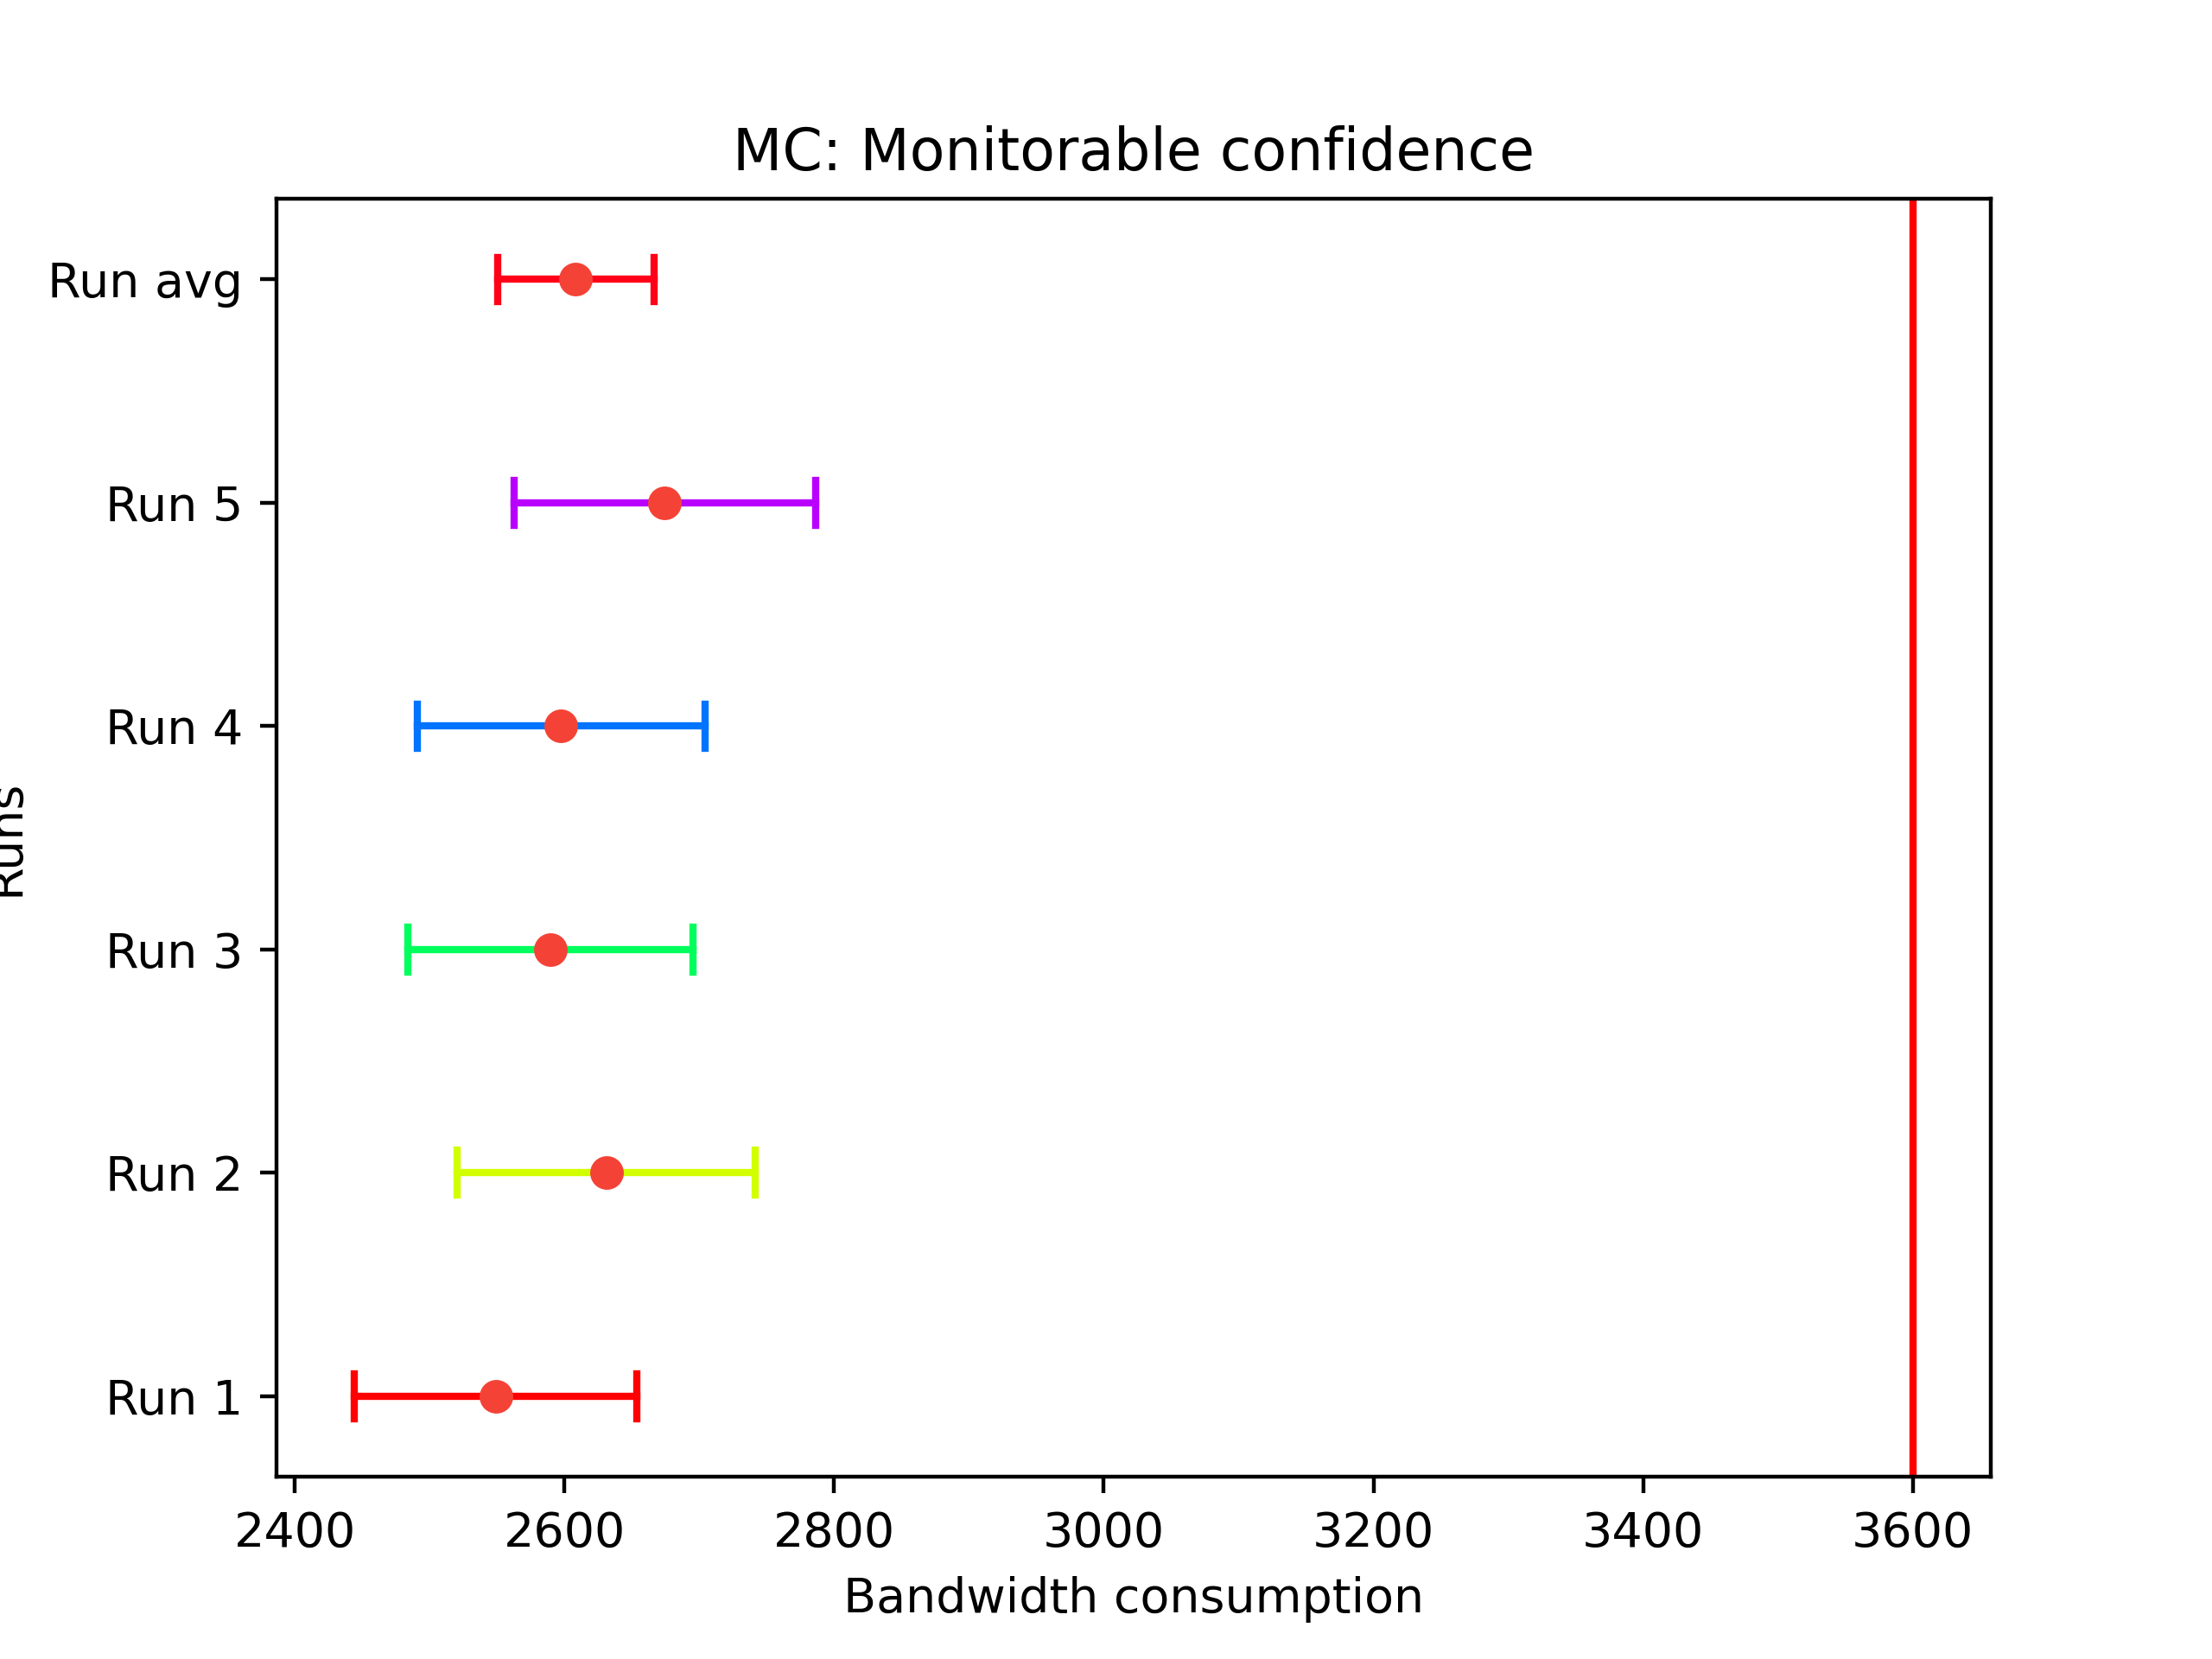 MC: Monitorable confidence
Run avg
Run 5
Run 4
Run 3
Run 2
Run 1
Runs
2400 2600 2800 3000 3200 3400 3600
Bandwidth consumption